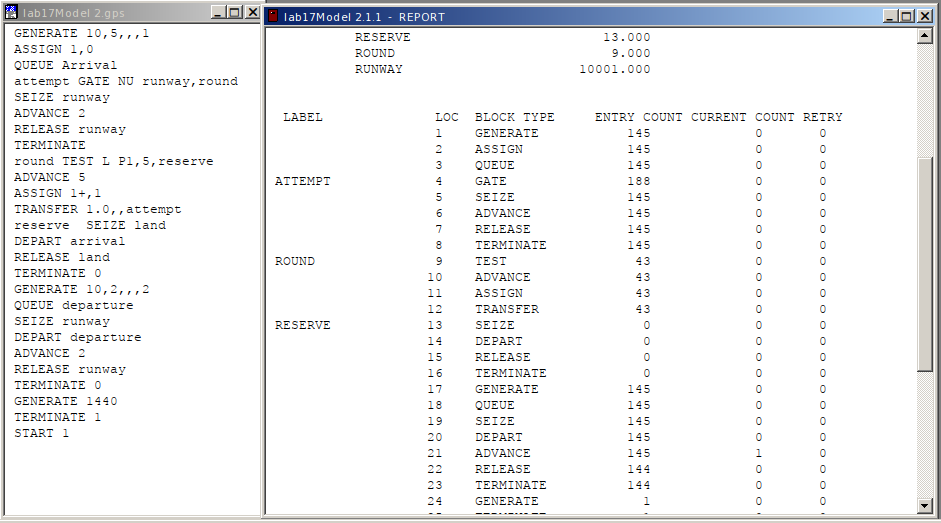 lab17Model 2.gps
GENERATE 10,5,,,1
ASSIGN 1,0
QUEUE Arrival
attempt GATE NU runway,round
SEIZE runway
ADVANCE 2
RELEASE runway
TERMINATE
round TEST L P1,5,reserve
ADVANCE 5
ASSIGN 1+,1
TRANSFER 1.0,,attempt
reserve  SEIZE land
DEPART arrival
RELEASE land
TERMINATE 0
GENERATE 10,2,,,2
QUEUE departure
SEIZE runway
DEPART departure
ADVANCE 2
RELEASE runway
TERMINATE 0
GENERATE 1440
TERMINATE 1
START 1
lab17Model 2.1.1 - REPORT
RESERVE 13.000
ROUND 9.000
RUNWAY 10001.000
LABEL LOC BLOCK TYPE ENTRY COUNT CURRENT COUNT RETRY
1 GENERATE 145 0 0
2 ASSIGN 145 0 0
3 QUEUE 145 0 0
ATTEMPT 4 GATE 188 0 0
5 SEIZE 145 0 0
6 ADVANCE 145 0 0
7 RELEASE 145 0 0
8 TERMINATE 145 0 0
ROUND 9 TEST 43 0 0
10 ADVANCE 43 0 0
11 ASSIGN 43 0 0
12 TRANSFER 43 0 0
RESERVE 13 SEIZE 0 0 0
14 DEPART 0 0 0
15 RELEASE 0 0 0
16 TERMINATE 0 0 0
17 GENERATE 145 0 0
18 QUEUE 145 0 0
19 SEIZE 145 0 0
20 DEPART 145 0 0
21 ADVANCE 145 1 0
22 RELEASE 144 0 0
23 TERMINATE 144 0 0
24 GENERATE 1 0 0